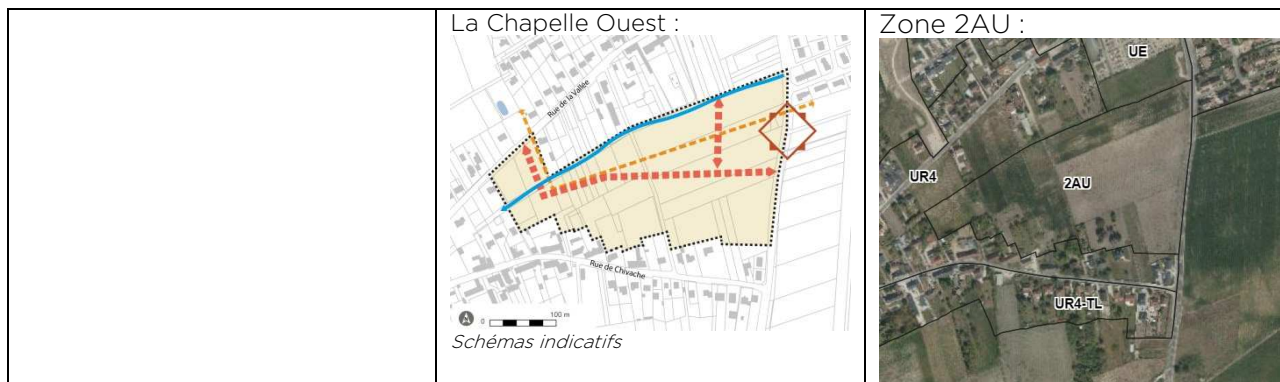 La Chapelle Ouest :
Rue de la Vallée
Rue de Chivache
A
0 100 m
Schémas indicatifs
Zone 2AU :
UE
UR4
2AU
UR4-TL